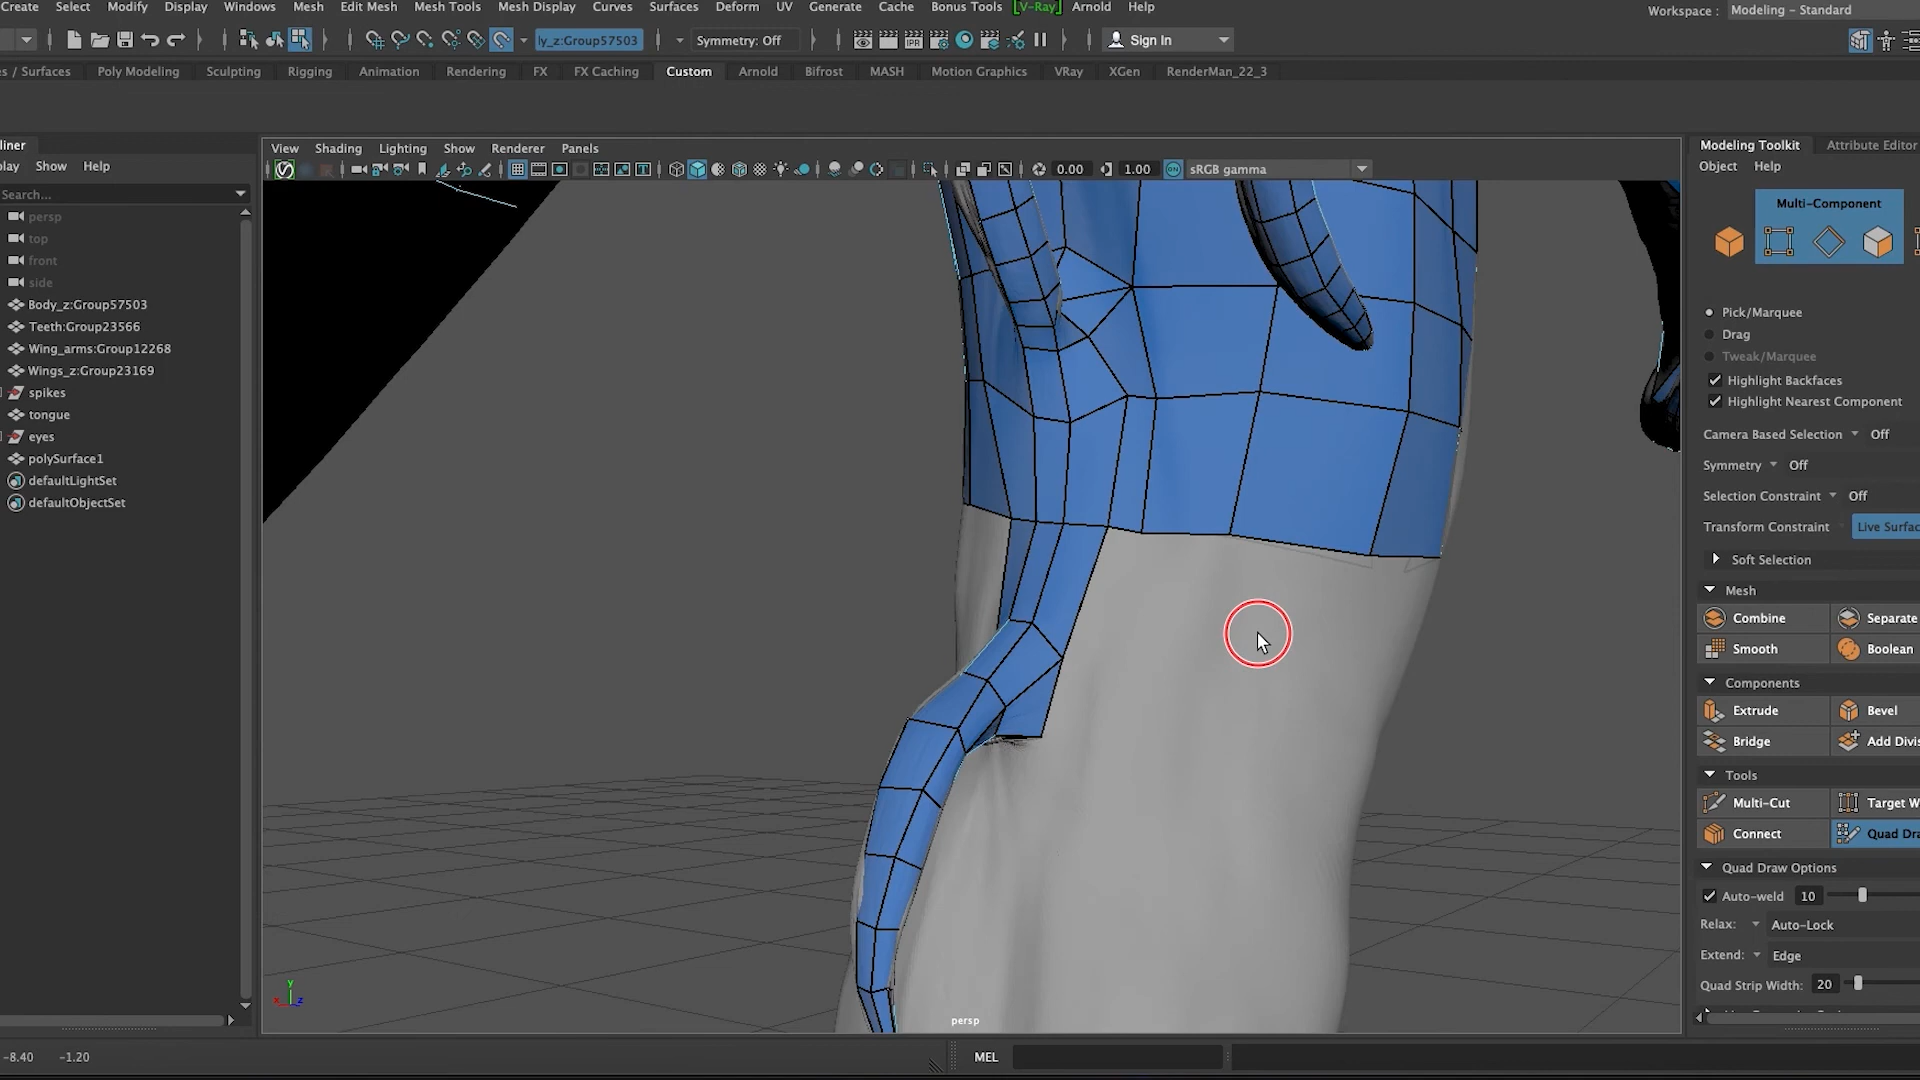 Create Select Modify Display Windows Mesh Edit Mesh Mesh Tools Mesh Display Curves Surfaces Deform UV Generate Cache Bonus Tools [V-Ray] Arnold Help
Workspace : Modeling - Standard
ly_z:Group57503 Symmetry: Off Sign In
s / Surfaces Poly Modeling Sculpting Rigging Animation Rendering FX FX Caching Custom Arnold Bifrost MASH Motion Graphics VRay XGen RenderMan_22_3
liner
play Show Help
Search...
persp
top
front
side
Body_z:Group57503
Teeth:Group23566
Wing_arms:Group12268
Wings_z:Group23169
spikes
tongue
eyes
polySurface1
defaultLightSet
defaultObjectSet
View Shading Lighting Show Renderer Panels
0.00 1.00 ON sRGB gamma
y
x z
persp
Modeling Toolkit Attribute Editor
Object Help
Multi-Component
Pick/Marquee
Drag
Tweak/Marquee
Highlight Backfaces
Highlight Nearest Component
Camera Based Selection Off
Symmetry Off
Selection Constraint Off
Transform Constraint Live Surfac
Soft Selection
Mesh
Combine Separate
Smooth Boolean
Components
Extrude Bevel
Bridge Add Divis
Tools
Multi-Cut Target W
Connect Quad Dra
Quad Draw Options
Auto-weld 10
Relax: Auto-Lock
Extend: Edge
Quad Strip Width: 20
-8.40 -1.20
MEL